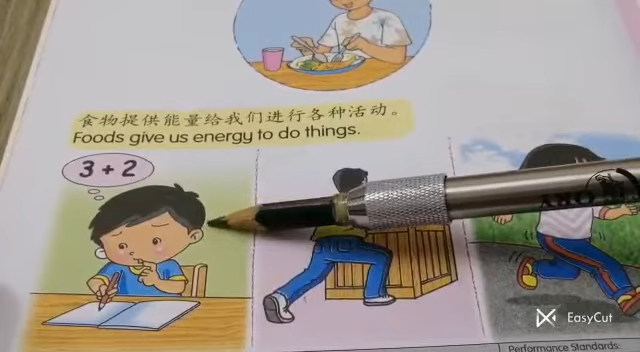 食物提供能量给我们进行各种活动。
Foods give us energy to do things.
3 + 2
EasyCut
Performance Standards: